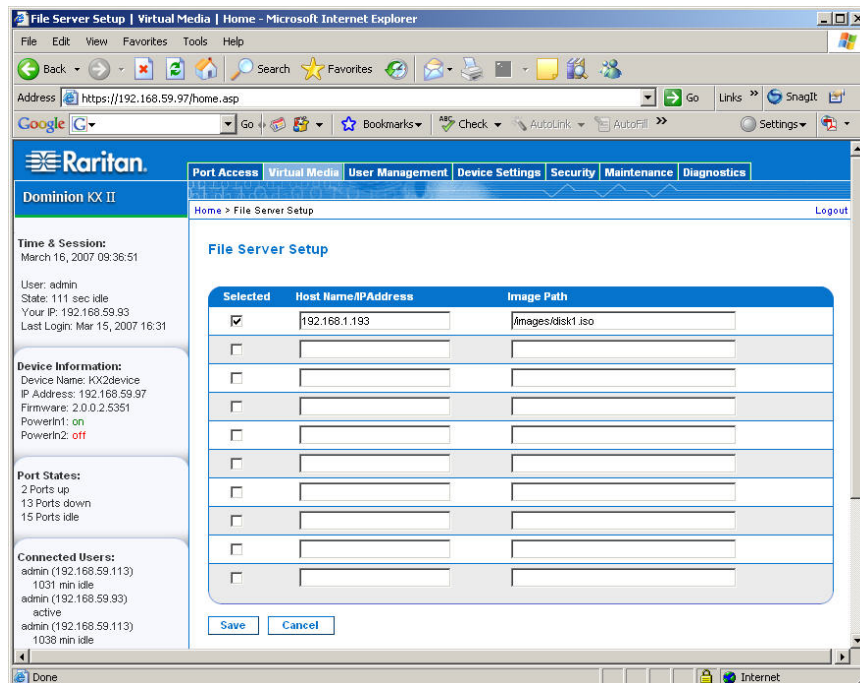 File Server Setup | Virtual Media | Home - Microsoft Internet Explorer
File Edit View Favorites Tools Help
Back Search Favorites
Address https://192.168.59.97/home.asp Go Links » SnagIt
Google G Go Bookmarks ABC Check AutoLink AutoFill » Settings
Raritan.
Dominion KX II
Port Access Virtual Media User Management Device Settings Security Maintenance Diagnostics
Home > File Server Setup Logout
Time & Session:
March 16, 2007 09:36:51
User: admin
State: 111 sec idle
Your IP: 192.168.59.93
Last Login: Mar 15, 2007 16:31
Device Information:
Device Name: KX2device
IP Address: 192.168.59.97
Firmware: 2.0.0.2.5351
PowerIn1: on
PowerIn2: off
Port States:
2 Ports up
13 Ports down
15 Ports idle
Connected Users:
admin (192.168.59.113)
1031 min idle
admin (192.168.59.93)
active
admin (192.168.59.113)
1038 min idle
File Server Setup
Selected Host Name/IPAddress Image Path
192.168.1.193 /images/disk1.iso
Save Cancel
Done Internet